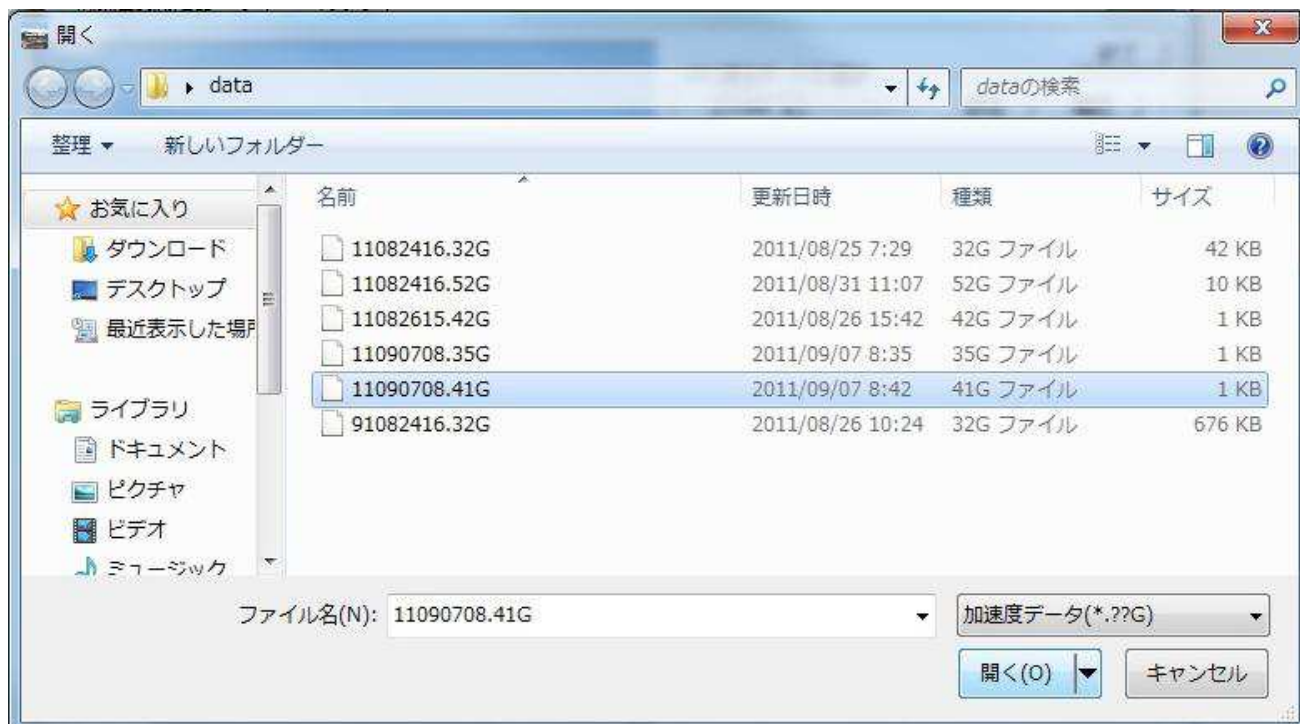 開く
data
dataの検索
整理
新しいフォルダー
お気に入り
ダウンロード
デスクトップ
最近表示した場所
ライブラリ
ドキュメント
ピクチャ
ビデオ
ミュージック
名前 更新日時 種類 サイズ
11082416.32G 2011/08/25 7:29 32G ファイル 42 KB
11082416.52G 2011/08/31 11:07 52G ファイル 10 KB
11082615.42G 2011/08/26 15:42 42G ファイル 1 KB
11090708.35G 2011/09/07 8:35 35G ファイル 1 KB
11090708.41G 2011/09/07 8:42 41G ファイル 1 KB
91082416.32G 2011/08/26 10:24 32G ファイル 676 KB
ファイル名(N): 11090708.41G
加速度データ(*.??G)
開く(O)
キャンセル